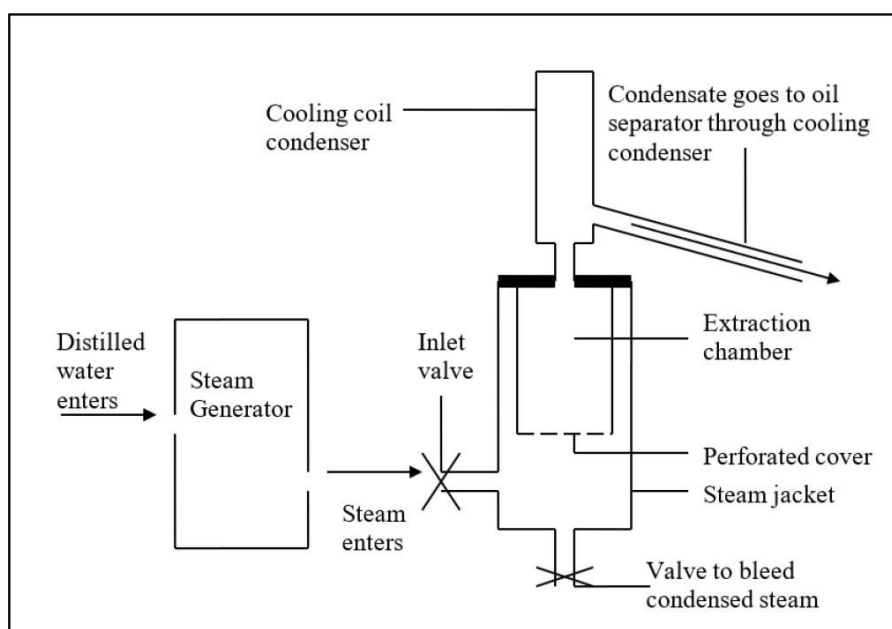 Cooling coil
condenser
Condensate goes to oil
separator through cooling
condenser
Distilled
water
enters
Steam
Generator
Inlet
valve
Extraction
chamber
Steam
enters
Perforated cover
Steam jacket
Valve to bleed
condensed steam